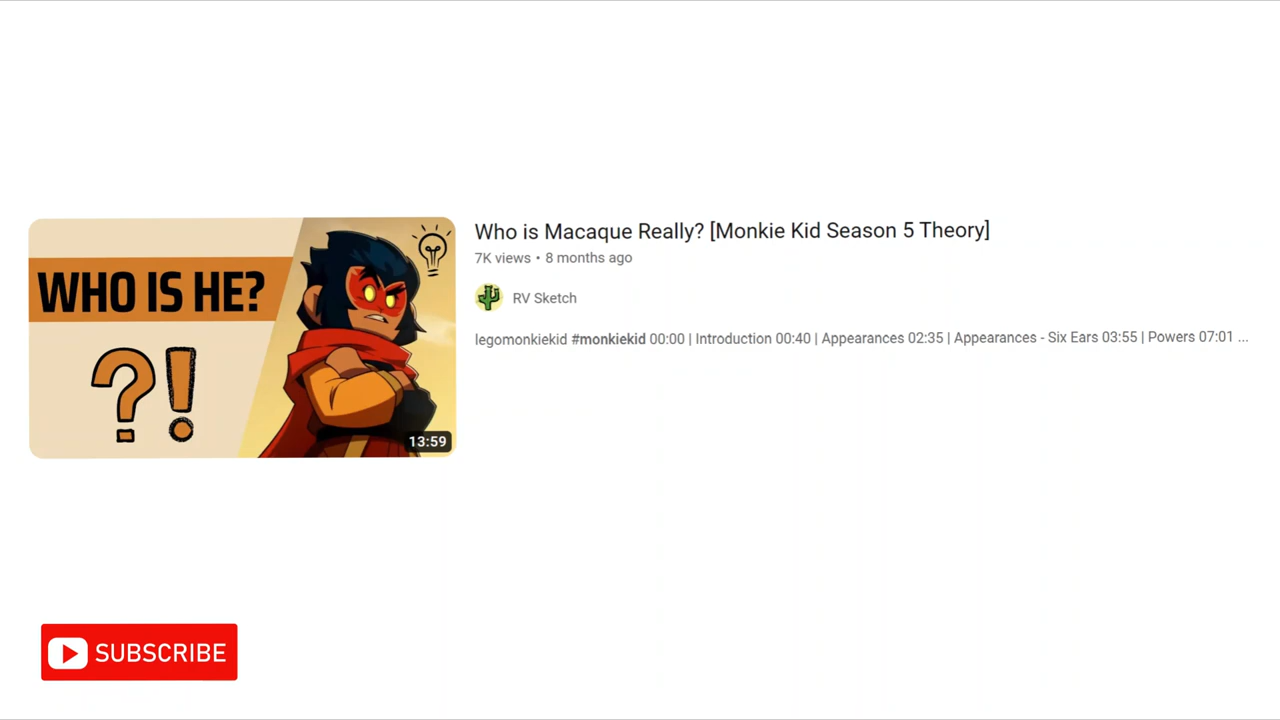 Who is Macaque Really? [Monkie Kid Season 5 Theory]
7K views • 8 months ago
RV Sketch
legomonkiekid #monkiekid 00:00 | Introduction 00:40 | Appearances 02:35 | Appearances - Six Ears 03:55 | Powers 07:01 ...
WHO IS HE?
?!
13:59
SUBSCRIBE